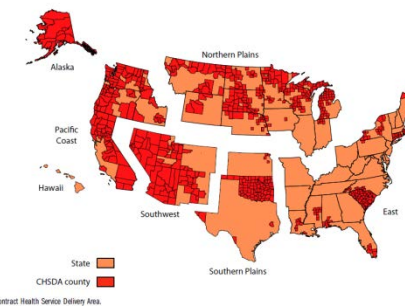 Northern Plains
Alaska
Pacific
Coast
Hawaii
East
Southwest
Southern Plains
State
CHSDA county
ontract Health Service Delivery Area.